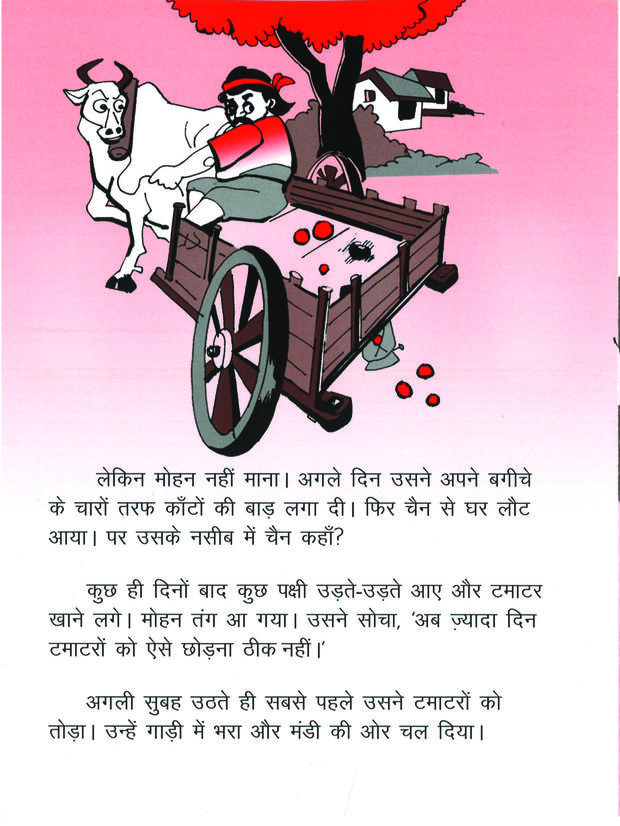 लेकिन मोहन नहीं माना। अगले दिन उसने अपने बगीचे
के चारों तरफ काँटों की बाड़ लगा दी। फिर चैन से घर लौट
आया। पर उसके नसीब में चैन कहाँ?
कुछ ही दिनों बाद कुछ पक्षी उड़ते-उड़ते आए और टमाटर
खाने लगे। मोहन तंग आ गया। उसने सोचा, ‘अब ज़्यादा दिन
टमाटरों को ऐसे छोड़ना ठीक नहीं।’
अगली सुबह उठते ही सबसे पहले उसने टमाटरों को
तोड़ा। उन्हें गाड़ी में भरा और मंडी की ओर चल दिया।